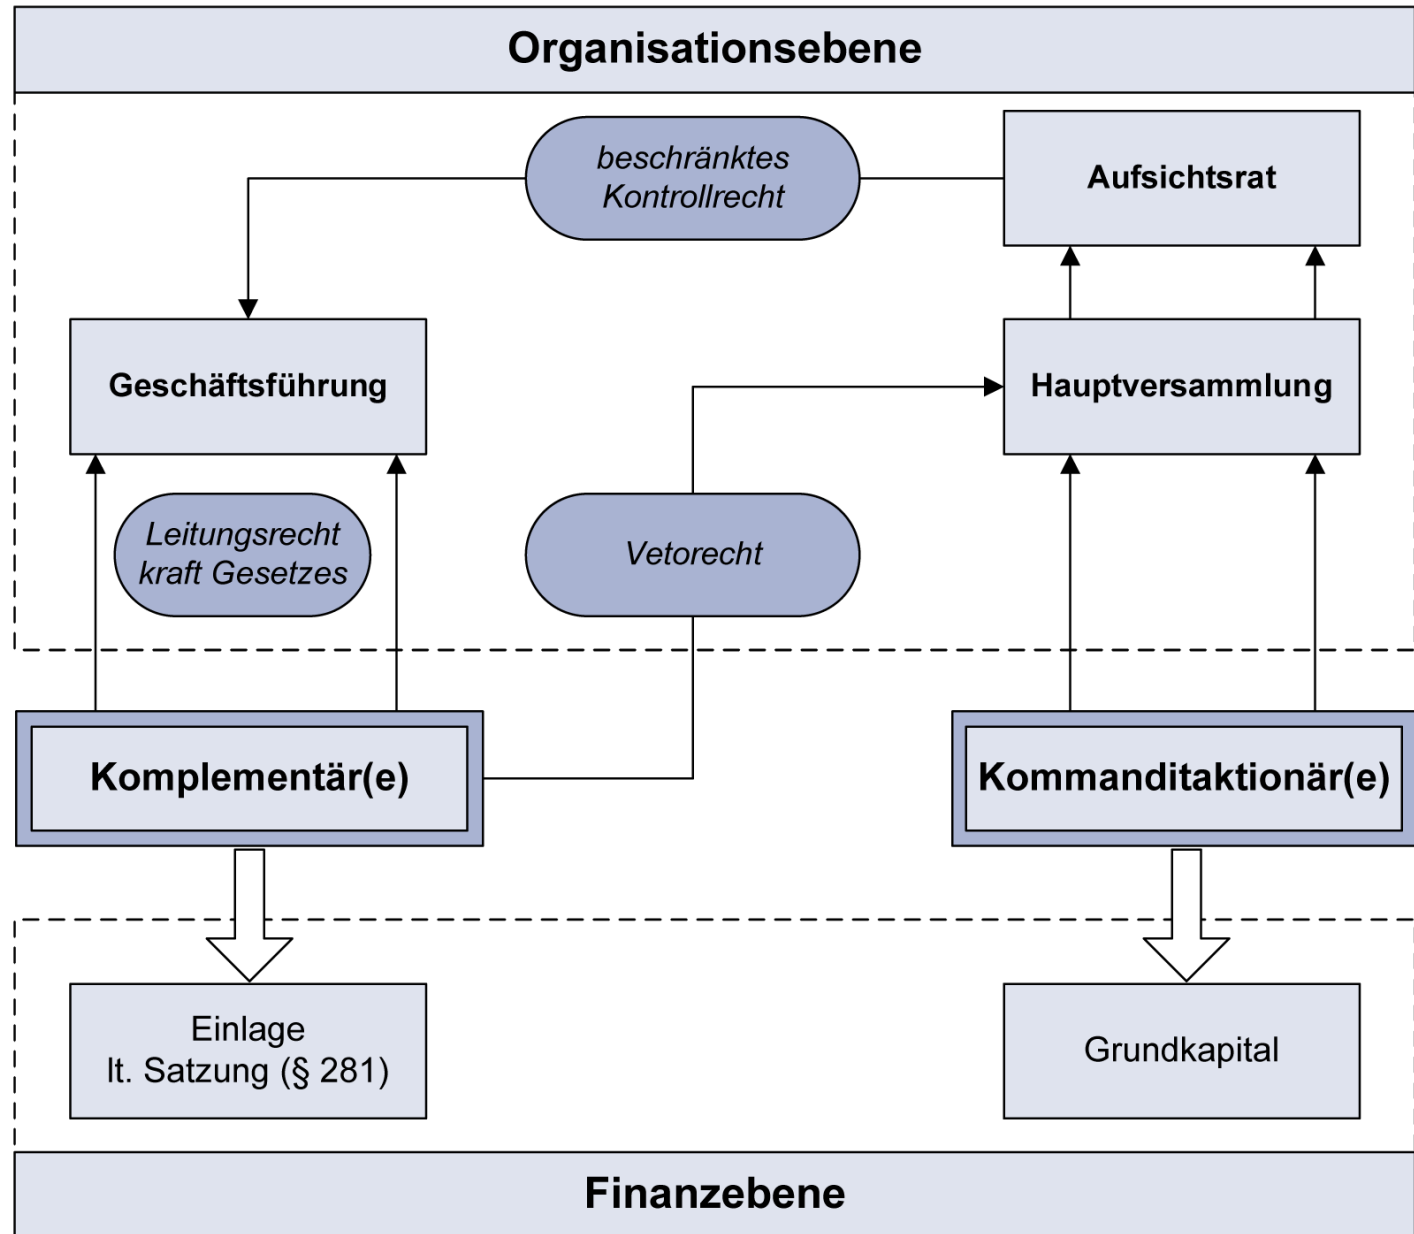 Organisationsebene
beschränktes
Kontrollrecht
Aufsichtsrat
Geschäftsführung
Hauptversammlung
Leitungsrecht
kraft Gesetzes
Vetorecht
Komplementär(e)
Kommanditaktionär(e)
Einlage
lt. Satzung (§ 281)
Grundkapital
Finanzebene